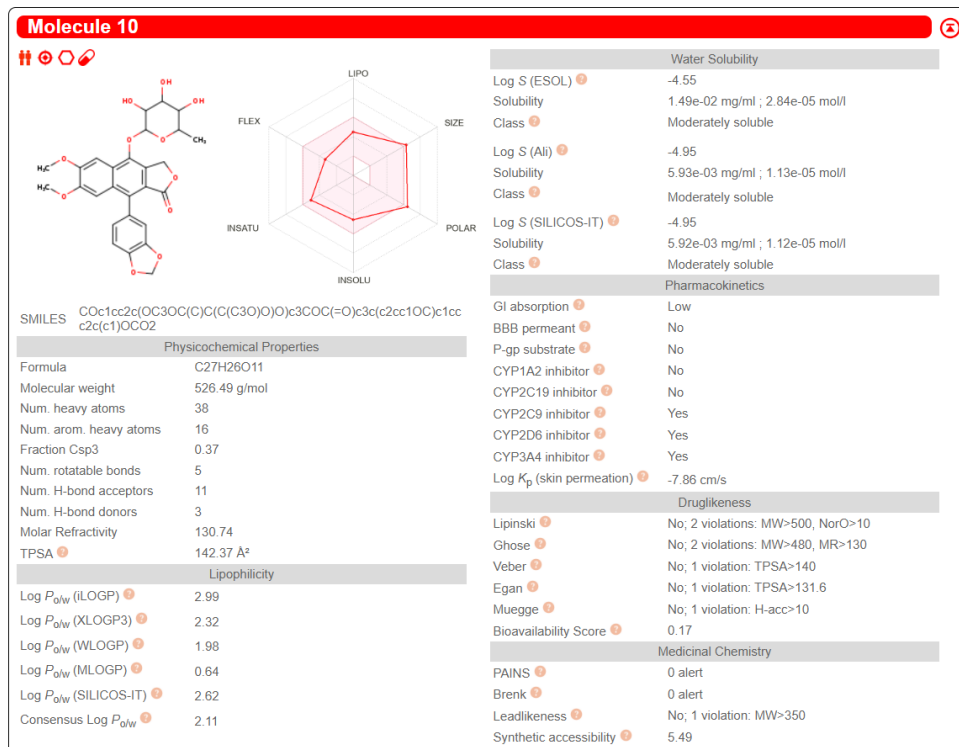 Molecule 10
OH
HO
OH
O
O
CH₃
O
O
H₃C
H₃C
O
O
O
O
O
LIPO
FLEX
SIZE
INSATU
POLAR
INSOLU
SMILES COc1cc2c(OC3OC(C)C(C(C3O)O)O)c3COC(=O)c3c(c2cc1OC)c1cc
c2c(c1)OCO2
Physicochemical Properties
Formula C27H26O11
Molecular weight 526.49 g/mol
Num. heavy atoms 38
Num. arom. heavy atoms 16
Fraction Csp3 0.37
Num. rotatable bonds 5
Num. H-bond acceptors 11
Num. H-bond donors 3
Molar Refractivity 130.74
TPSA ? 142.37 Å²
Lipophilicity
Log Po/w (iLOGP) ? 2.99
Log Po/w (XLOGP3) ? 2.32
Log Po/w (WLOGP) ? 1.98
Log Po/w (MLOGP) ? 0.64
Log Po/w (SILICOS-IT) ? 2.62
Consensus Log Po/w ? 2.11
Water Solubility
Log S (ESOL) ? -4.55
Solubility 1.49e-02 mg/ml ; 2.84e-05 mol/l
Class ? Moderately soluble
Log S (Ali) ? -4.95
Solubility 5.93e-03 mg/ml ; 1.13e-05 mol/l
Class ? Moderately soluble
Log S (SILICOS-IT) ? -4.95
Solubility 5.92e-03 mg/ml ; 1.12e-05 mol/l
Class ? Moderately soluble
Pharmacokinetics
GI absorption ? Low
BBB permeant ? No
P-gp substrate ? No
CYP1A2 inhibitor ? No
CYP2C19 inhibitor ? No
CYP2C9 inhibitor ? Yes
CYP2D6 inhibitor ? Yes
CYP3A4 inhibitor ? Yes
Log Kp (skin permeation) ? -7.86 cm/s
Druglikeness
Lipinski ? No; 2 violations: MW>500, NorO>10
Ghose ? No; 2 violations: MW>480, MR>130
Veber ? No; 1 violation: TPSA>140
Egan ? No; 1 violation: TPSA>131.6
Muegge ? No; 1 violation: H-acc>10
Bioavailability Score ? 0.17
Medicinal Chemistry
PAINS ? 0 alert
Brenk ? 0 alert
Leadlikeness ? No; 1 violation: MW>350
Synthetic accessibility ? 5.49